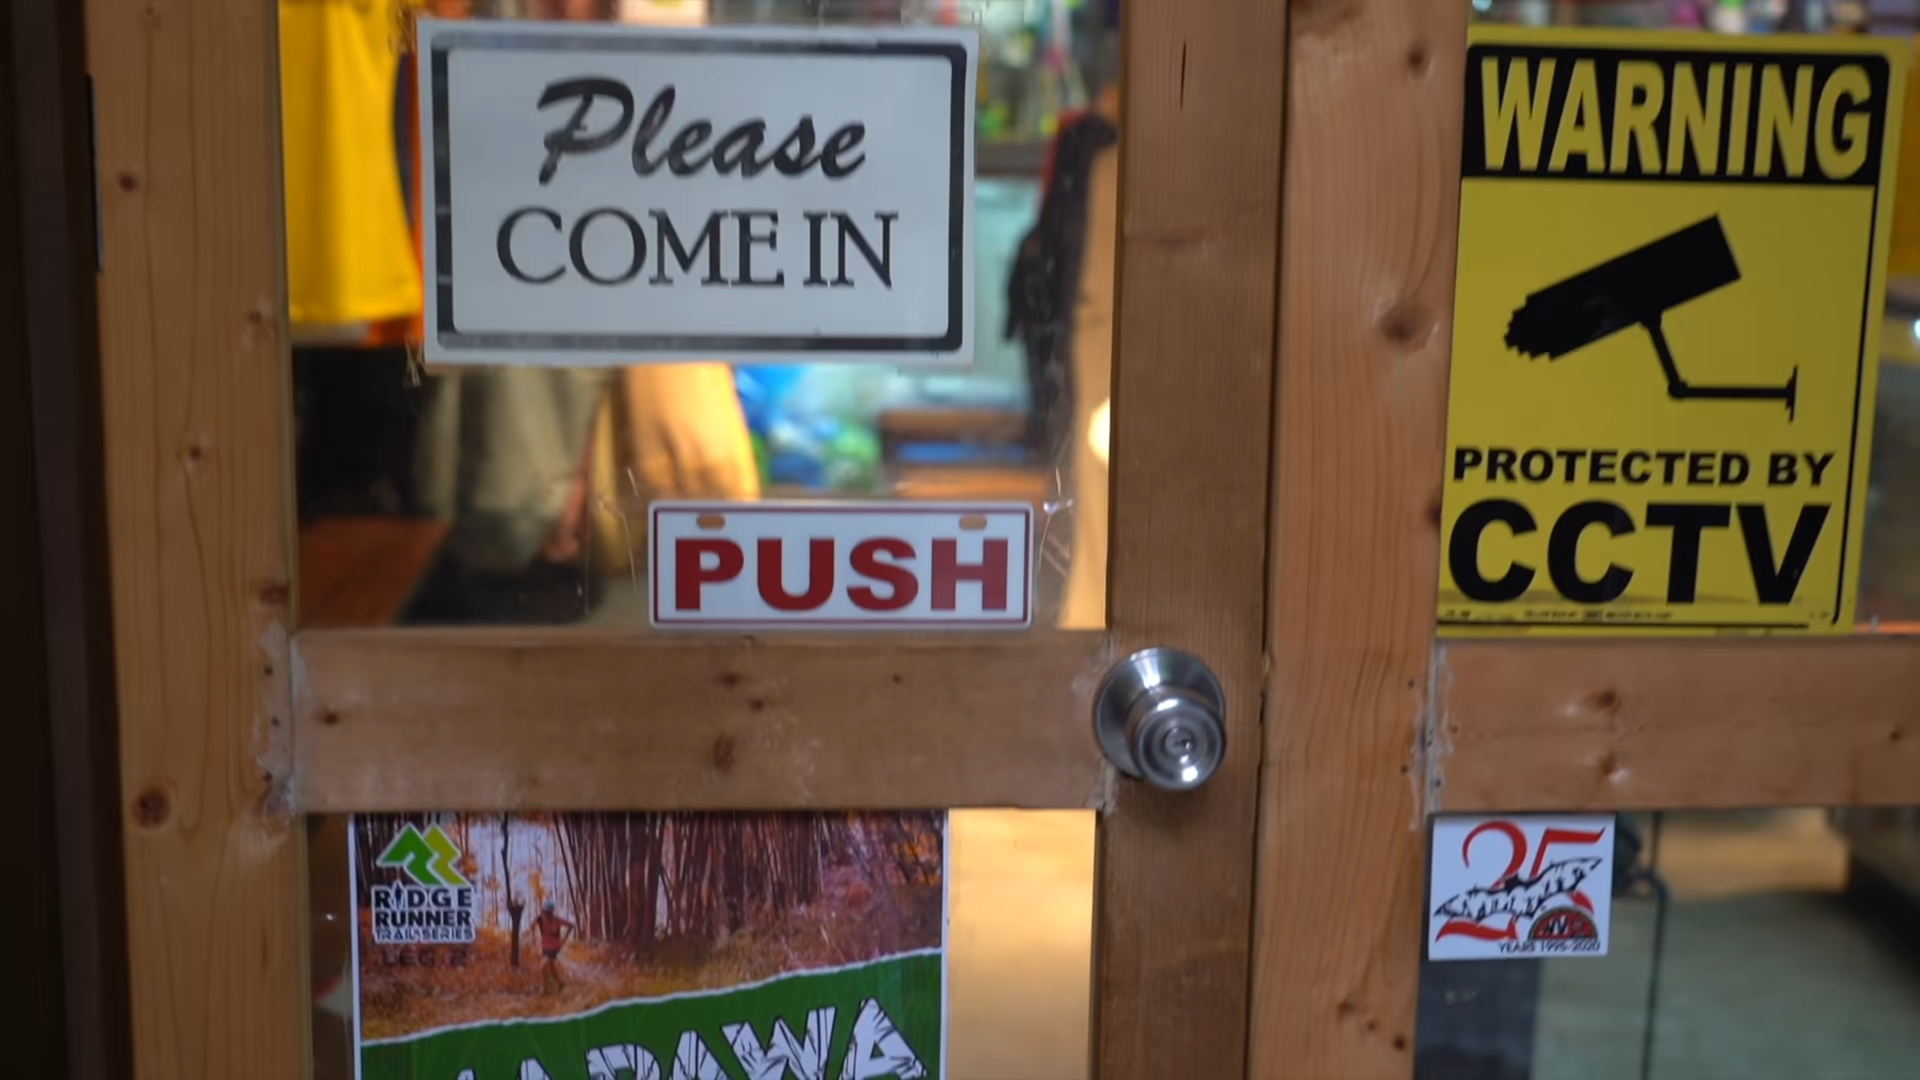 Please
COME IN
WARNING
PROTECTED BY
CCTV
PUSH
RIDGE
RUNNER
TRAIL SERIES
LEG 2
25
YEARS 1995-2020